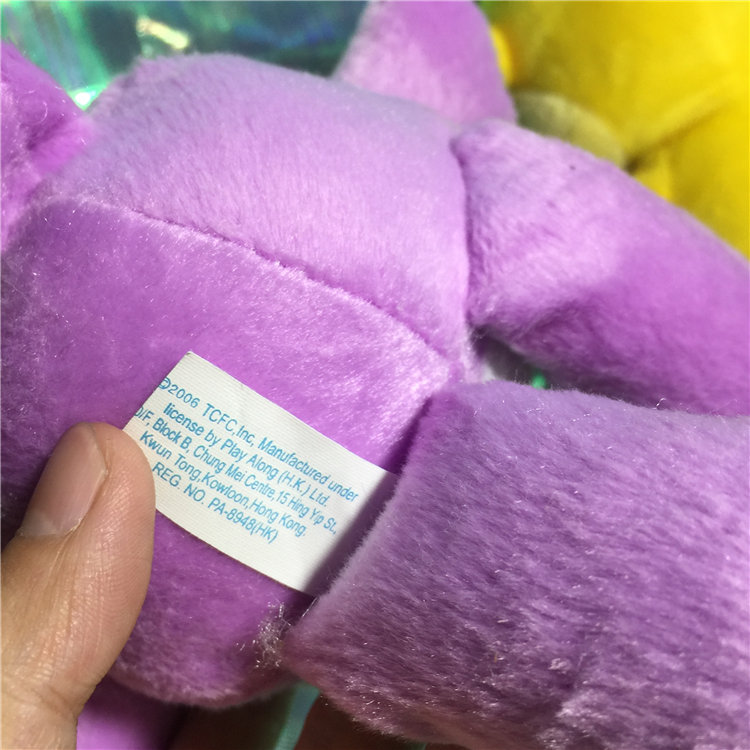 ©2006 TCFC,Inc, Manufactured under
license by Play Along (H.K.) Ltd.
/F, Block B, Chung Mei Centre,15 Hing Yip St.,
Kwun Tong,Kowloon,Hong Kong.
REG. NO. PA-8948(HK)